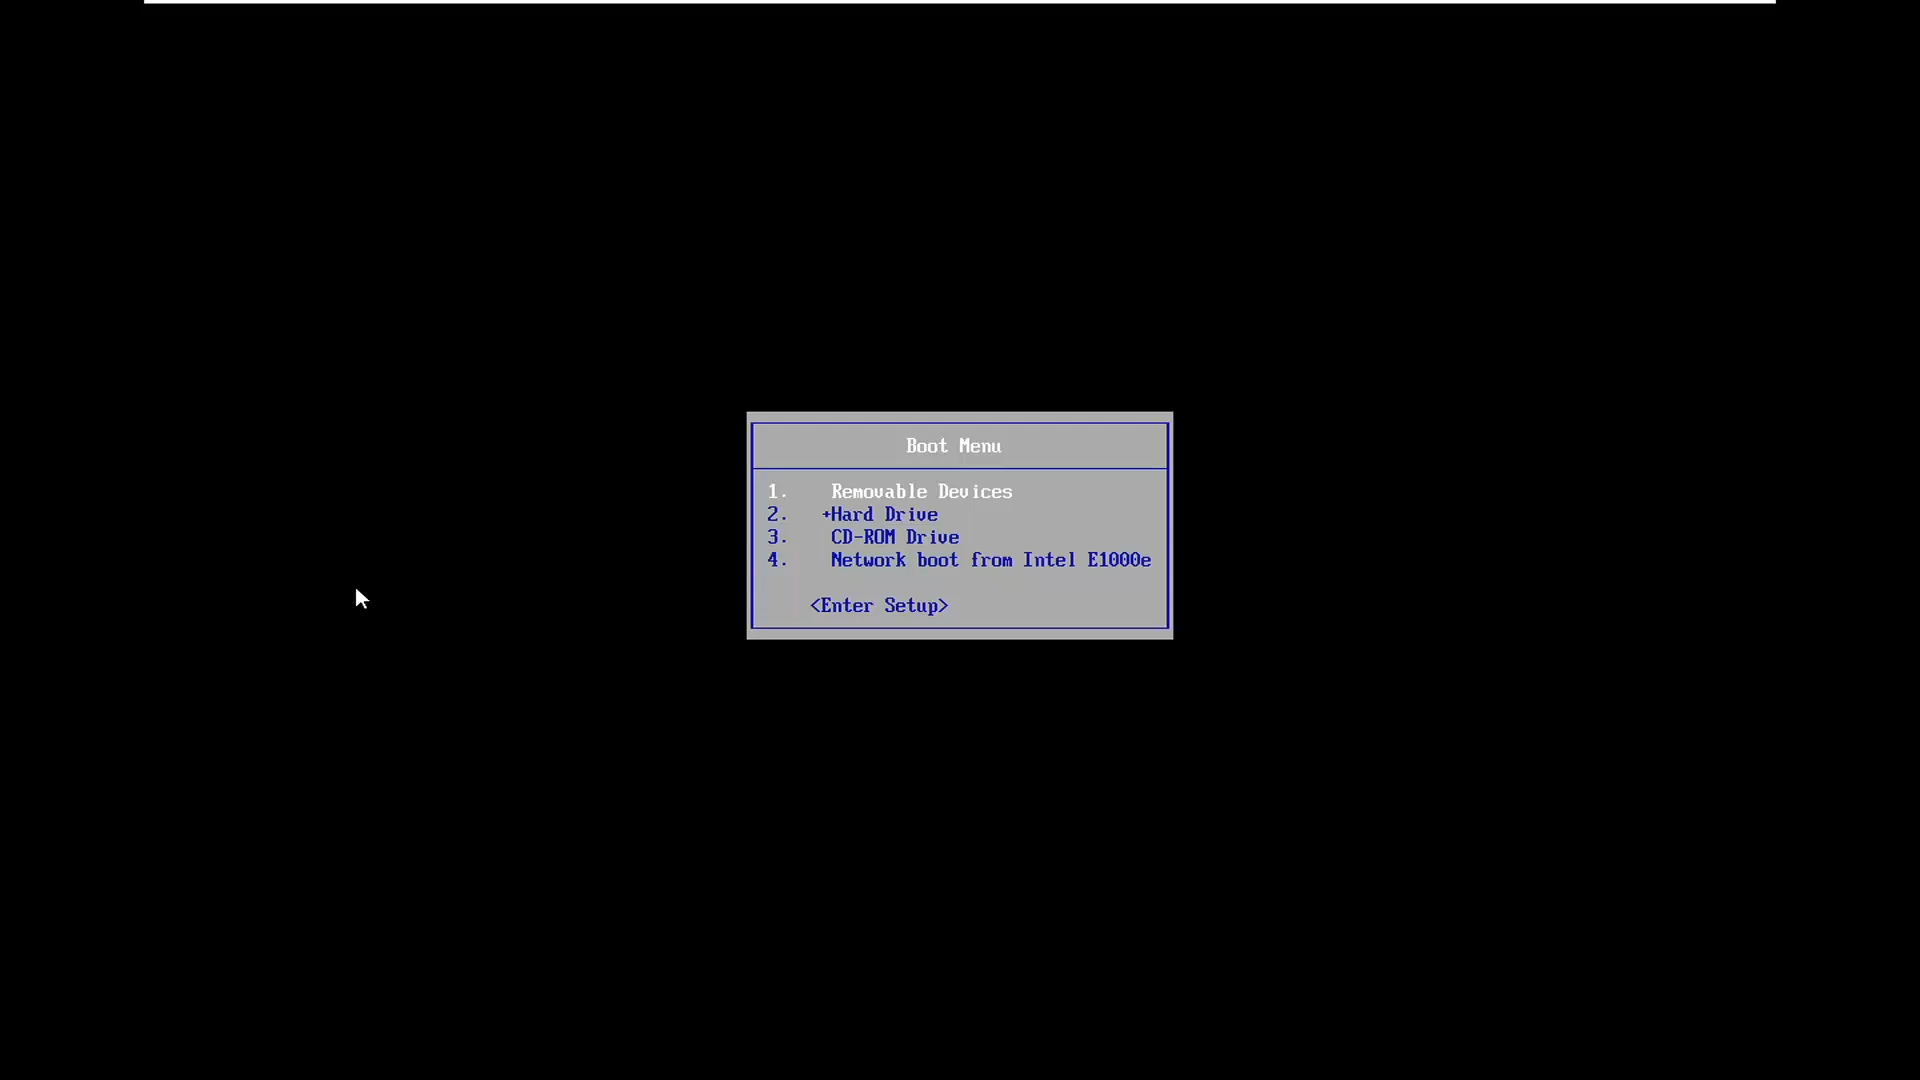 Boot Menu
1. Removable Devices
2. +Hard Drive
3. CD-ROM Drive
4. Network boot from Intel E1000e
<Enter Setup>